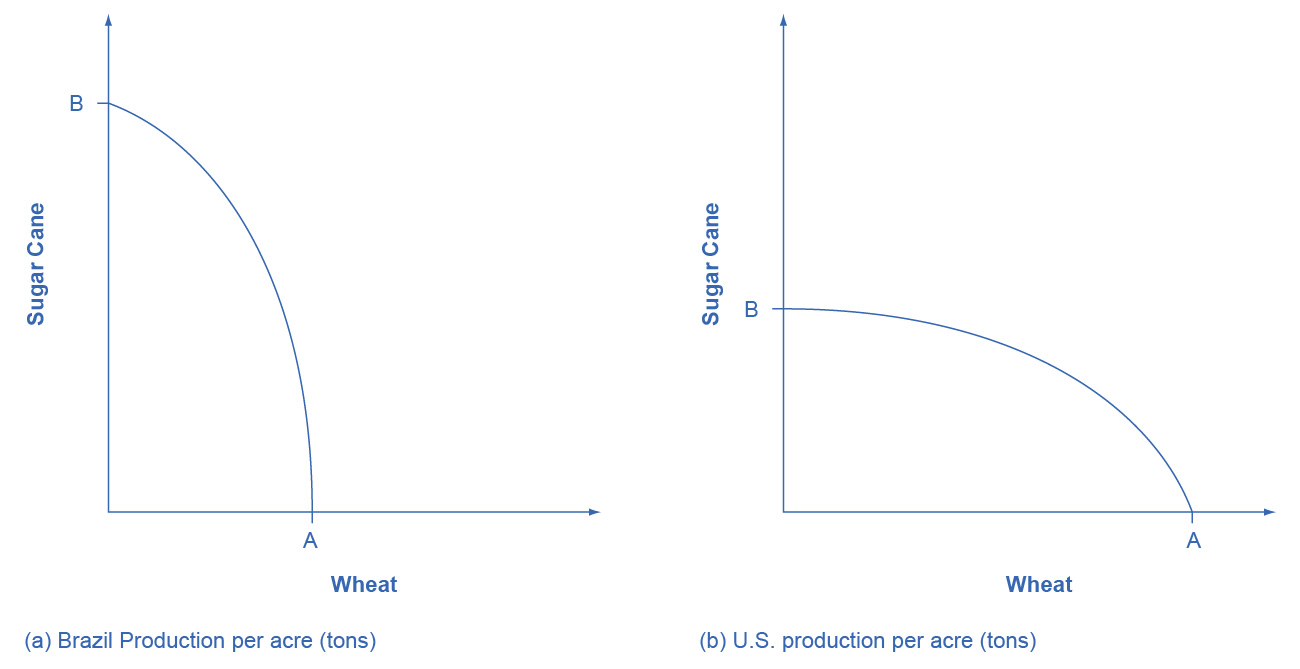 B
Sugar Cane
A
Wheat
(a) Brazil Production per acre (tons)
B
Sugar Cane
A
Wheat
(b) U.S. production per acre (tons)